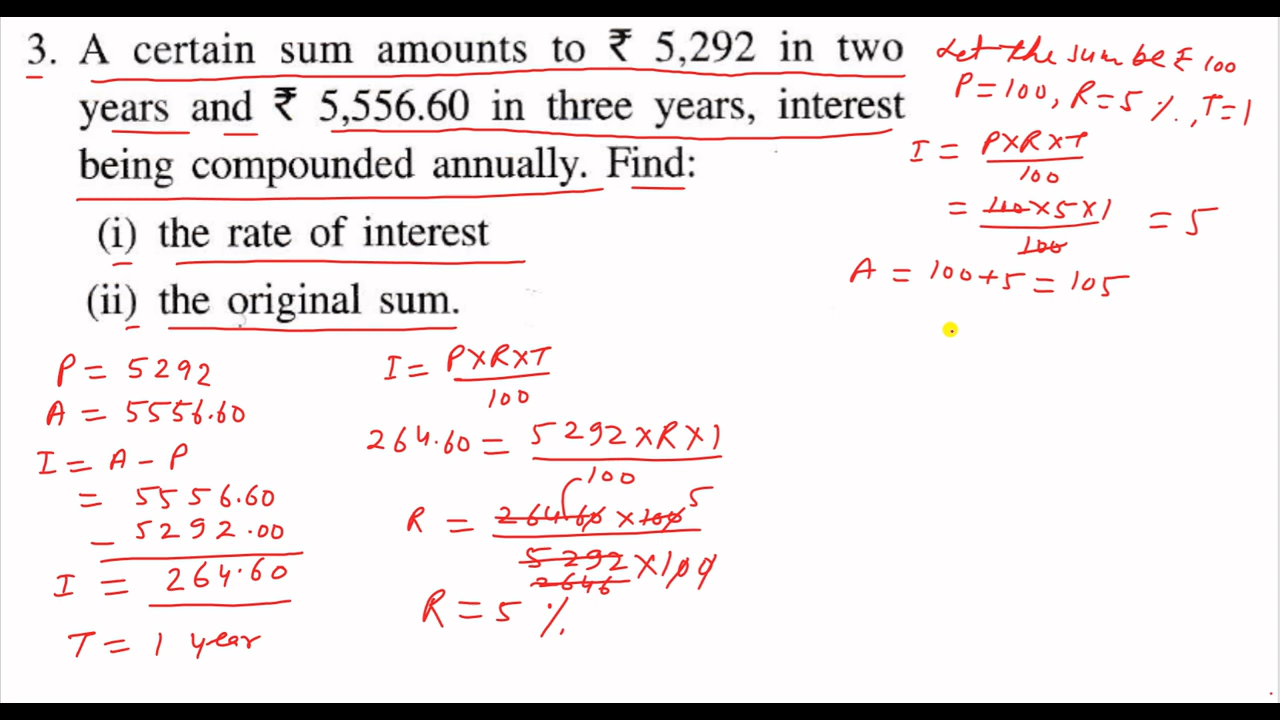 3. A certain sum amounts to ₹ 5,292 in two
years and ₹ 5,556.60 in three years, interest
being compounded annually. Find:
(i) the rate of interest
(ii) the original sum.
P = 5292
A = 5556.60
I = A - P
= 5556.60
- 5292.00
I = 264.60
T = 1 year
I = P×R×T
100
264.60 = 5292×R×1
100
R = 264.60 ×100 5
5292 ×100
2646
R = 5 %
Let the sum be ₹ 100
P = 100, R = 5 %, T = 1
I = P×R×T
100
= 100×5×1 = 5
100
A = 100+5 = 105